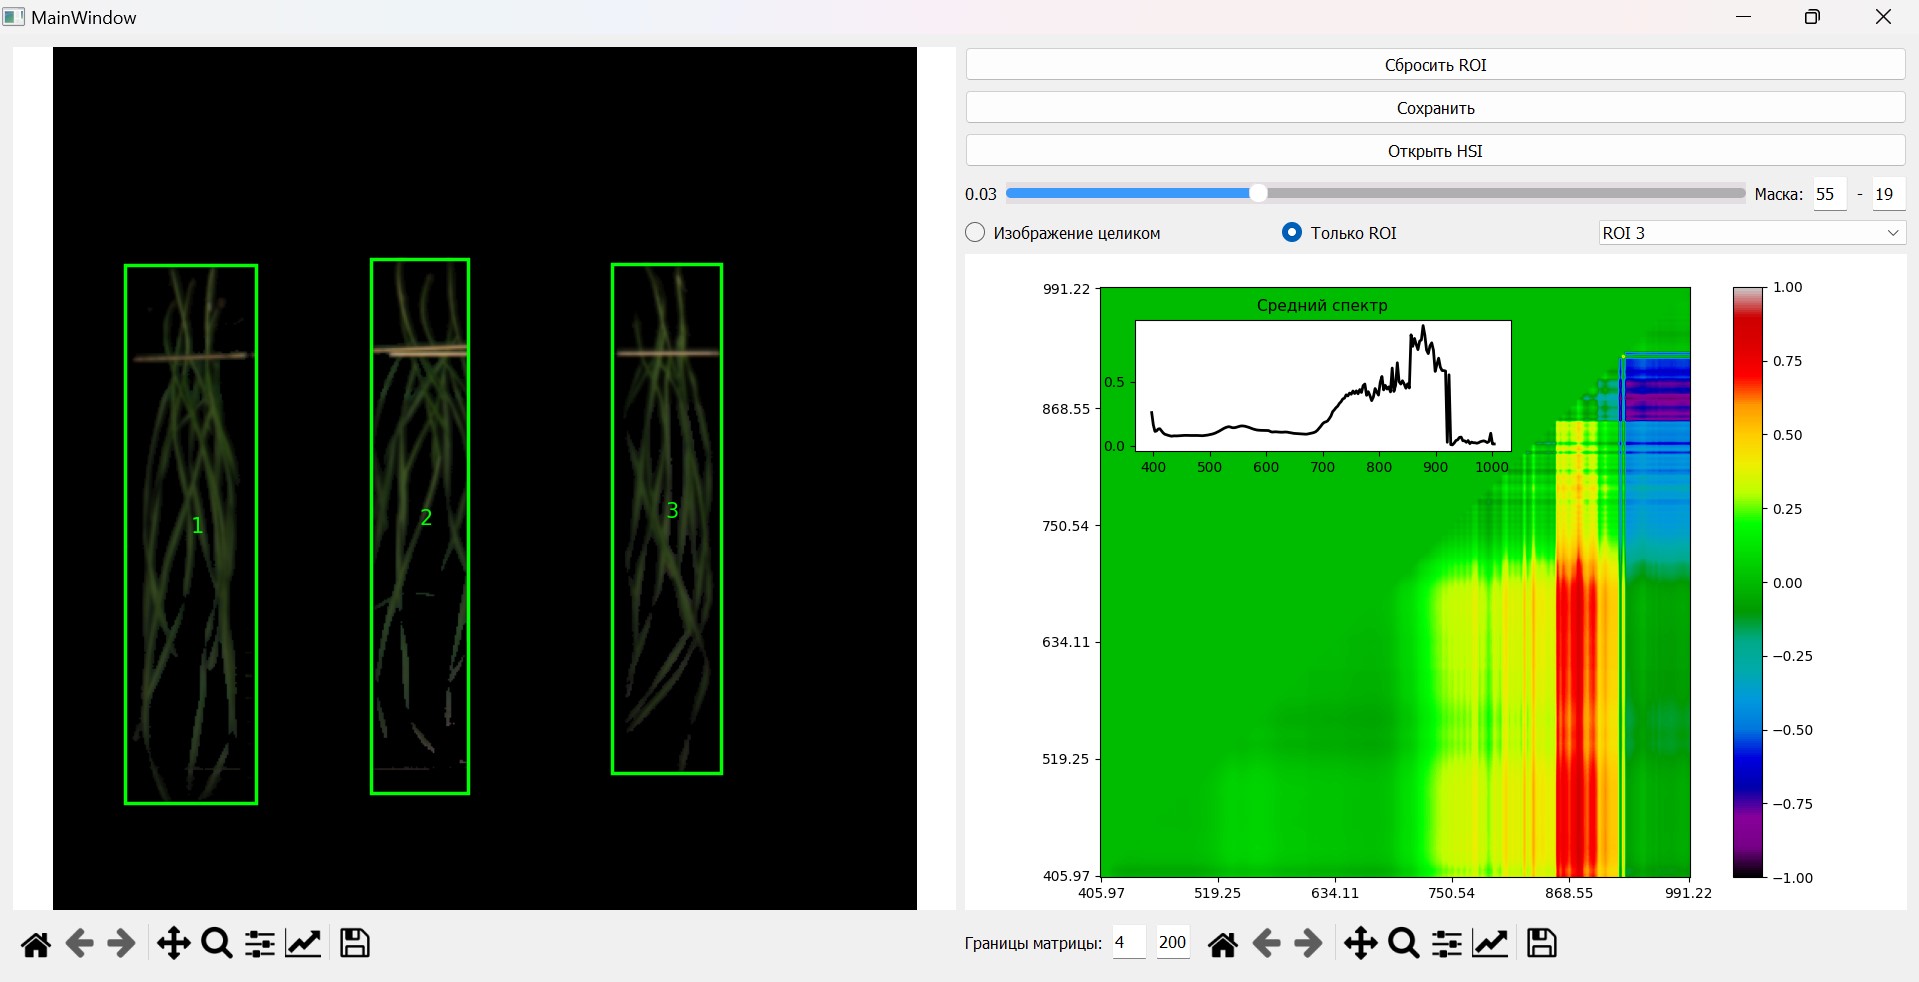 MainWindow
1
2
3
Сбросить ROI
Сохранить
Открыть HSI
0.03 Маска: 55 - 19
Изображение целиком Только ROI ROI 3
Средний спектр
0.5
0.0
400 500 600 700 800 900 1000
991.22
868.55
750.54
634.11
519.25
405.97
405.97 519.25 634.11 750.54 868.55 991.22
1.00
0.75
0.50
0.25
0.00
−0.25
−0.50
−0.75
−1.00
Границы матрицы: 4 200